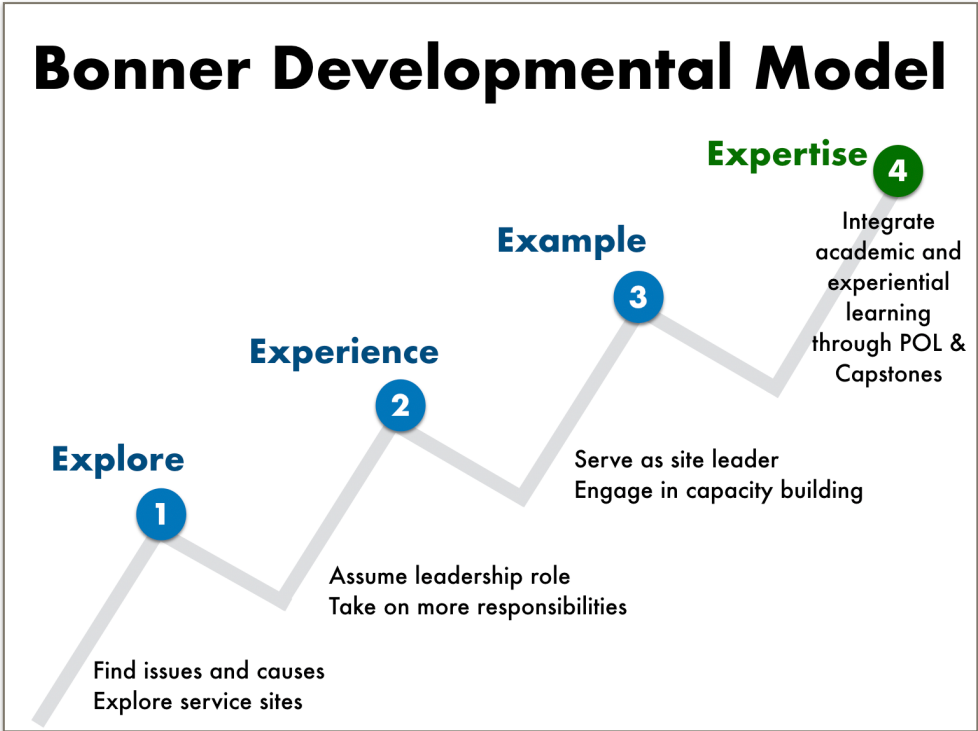 Bonner Developmental Model
Expertise
4
Integrate
academic and
experiential
learning
through POL &
Capstones
Example
3
Serve as site leader
Engage in capacity building
Experience
2
Assume leadership role
Take on more responsibilities
Explore
1
Find issues and causes
Explore service sites